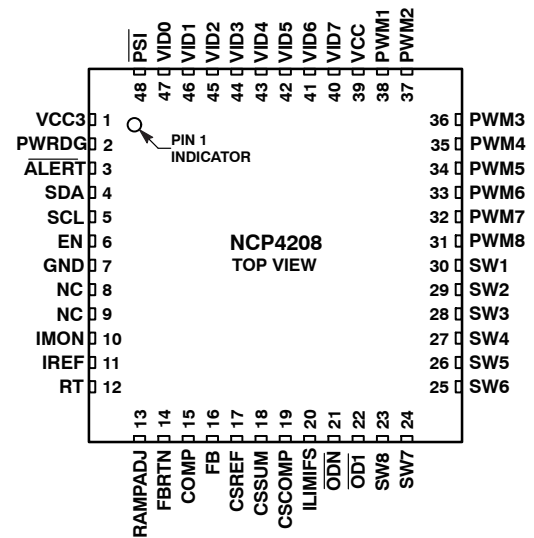 PSI
VID0
VID1
VID2
VID3
VID4
VID5
VID6
VID7
VCC
PWM1
PWM2
48
47
46
45
44
43
42
41
40
39
38
37
VCC3 1
PWRDG 2
ALERT 3
SDA 4
SCL 5
EN 6
GND 7
NC 8
NC 9
IMON 10
IREF 11
RT 12
PIN 1
INDICATOR
NCP4208
TOP VIEW
36 PWM3
35 PWM4
34 PWM5
33 PWM6
32 PWM7
31 PWM8
30 SW1
29 SW2
28 SW3
27 SW4
26 SW5
25 SW6
13
14
15
16
17
18
19
20
21
22
23
24
RAMPADJ
FBRTN
COMP
FB
CSREF
CSSUM
CSCOMP
ILIMIFS
ODN
OD1
SW8
SW7